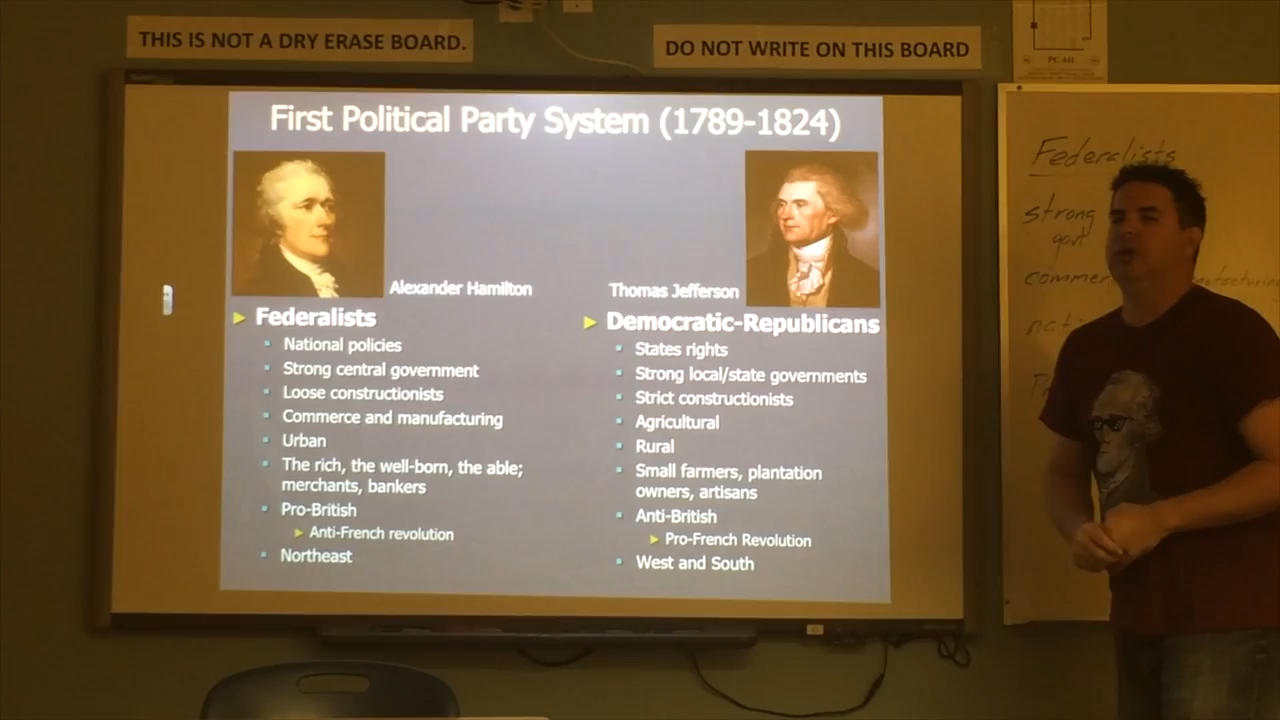 THIS IS NOT A DRY ERASE BOARD.
DO NOT WRITE ON THIS BOARD
PC-441
First Political Party System (1789-1824)
Alexander Hamilton
Thomas Jefferson
► Federalists
▪ National policies
▪ Strong central government
▪ Loose constructionists
▪ Commerce and manufacturing
▪ Urban
▪ The rich, the well-born, the able;
merchants, bankers
▪ Pro-British
► Anti-French revolution
▪ Northeast
► Democratic-Republicans
▪ States rights
▪ Strong local/state governments
▪ Strict constructionists
▪ Agricultural
▪ Rural
▪ Small farmers, plantation
owners, artisans
▪ Anti-British
► Pro-French Revolution
▪ West and South
Federalists
strong
govt